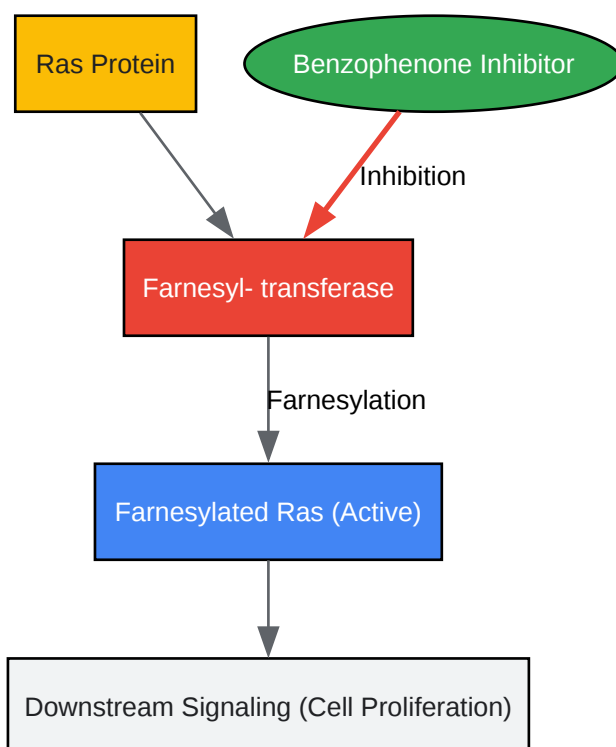 Ras Protein
Benzophenone Inhibitor
Inhibition
Farnesyl- transferase
Farnesylation
Farnesylated Ras (Active)
Downstream Signaling (Cell Proliferation)